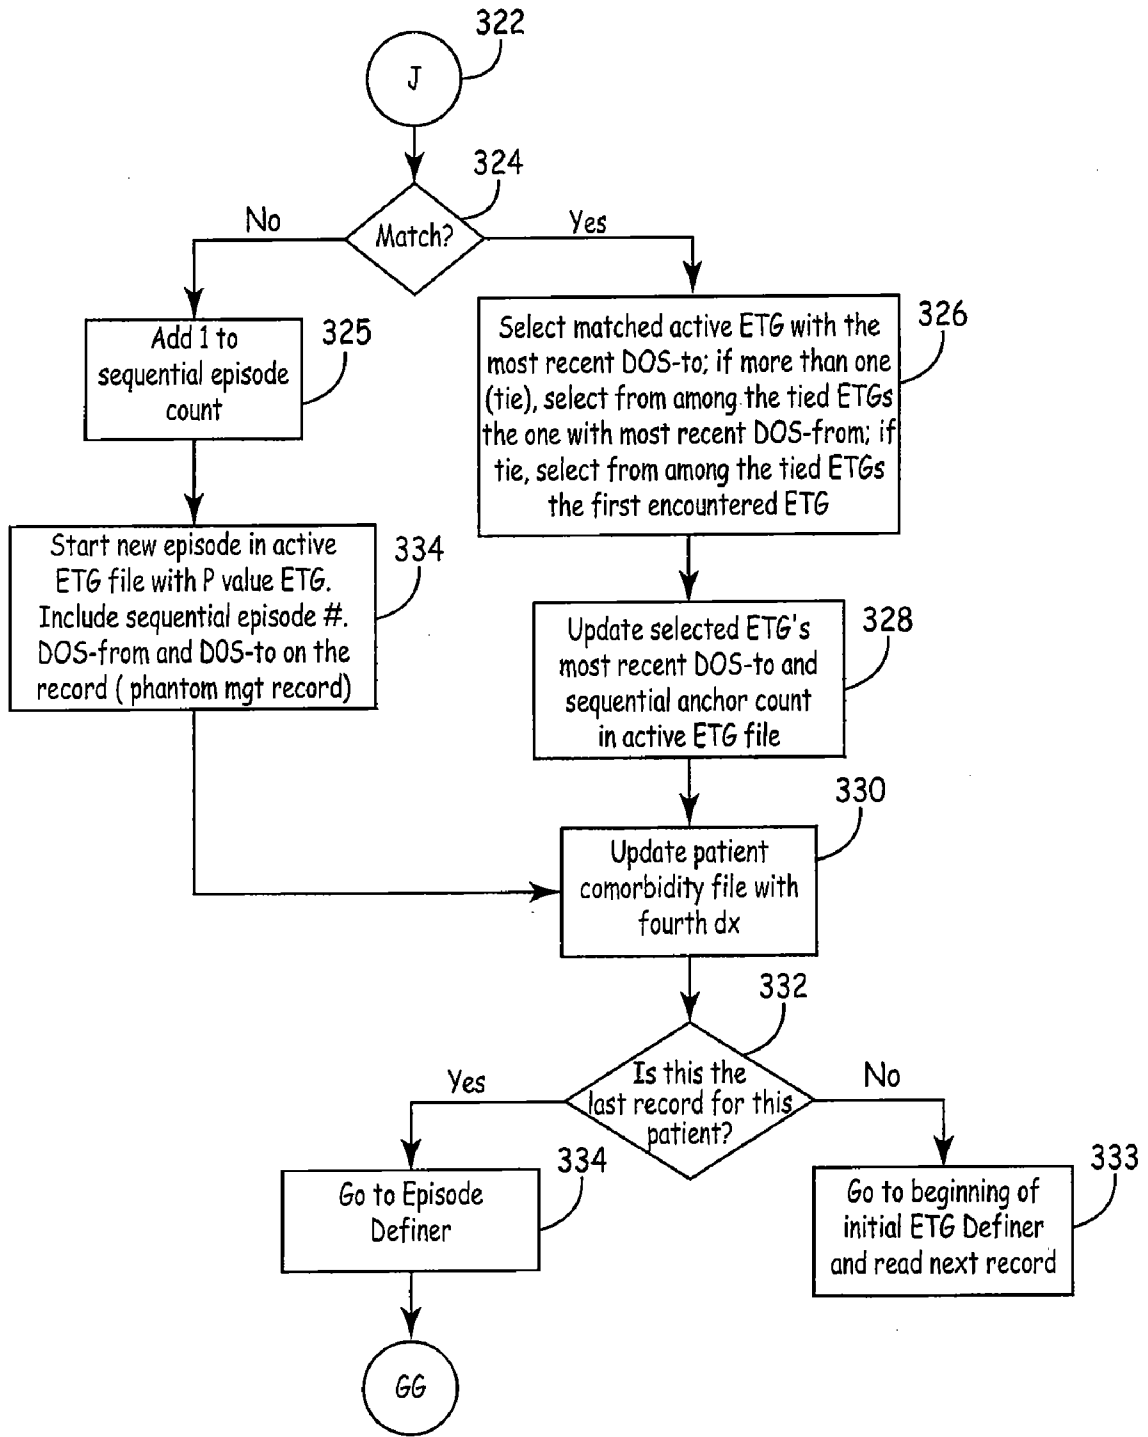 322
J
324
No
Match?
Yes
Add 1 to
sequential episode
count
325
Select matched active ETG with the
most recent DOS-to; if more than one
(tie), select from among the tied ETGs
the one with most recent DOS-from; if
tie, select from among the tied ETGs
the first encountered ETG
326
Start new episode in active
ETG file with P value ETG.
Include sequential episode #.
DOS-from and DOS-to on the
record ( phantom mgt record)
334
Update selected ETG's
most recent DOS-to and
sequential anchor count
in active ETG file
328
330
Update patient
comorbidity file with
fourth dx
332
Yes
Is this the
last record for this
patient?
No
334
Go to Episode
Definer
333
Go to beginning of
initial ETG Definer
and read next record
GG